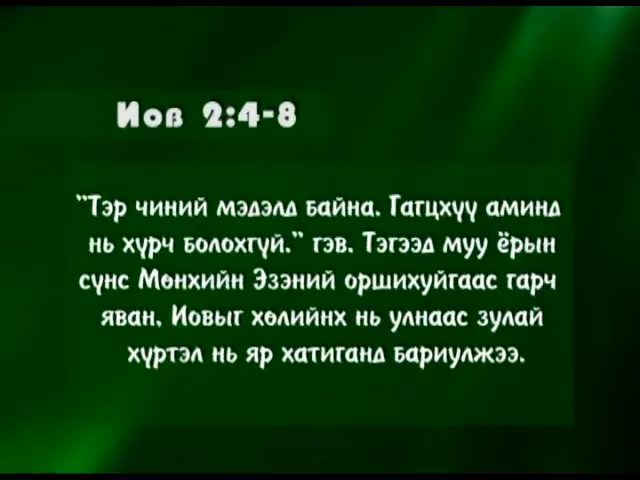 Иов 2:4-8
"Тэр чиний мэдэлд байна. Гагцхүү аминд
нь хүрч болохгүй." гэв. Тэгээд муу ёрын
сүнс Мөнхийн Эзэний оршихуйгаас гарч
яван, Иовыг хөлийнх нь улнаас зулай
хүртэл нь яр хатиганд бариулжээ.